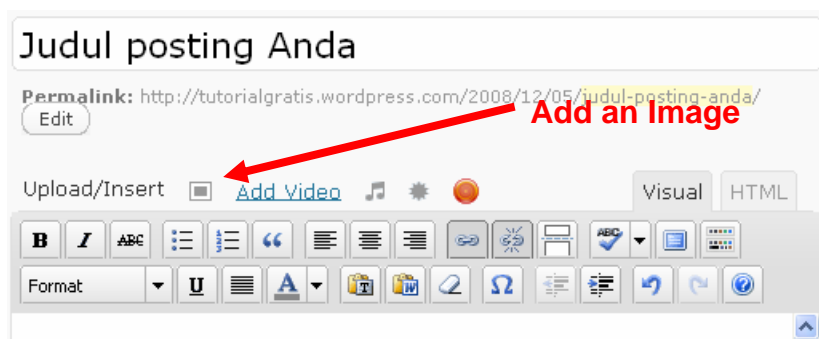 Judul posting Anda
Permalink: http://tutorialgratis.wordpress.com/2008/12/05/judul-posting-anda/
Edit
Add an Image
Upload/Insert Add Video Visual HTML
B I ABC ABC
Format U A T W Ω ?